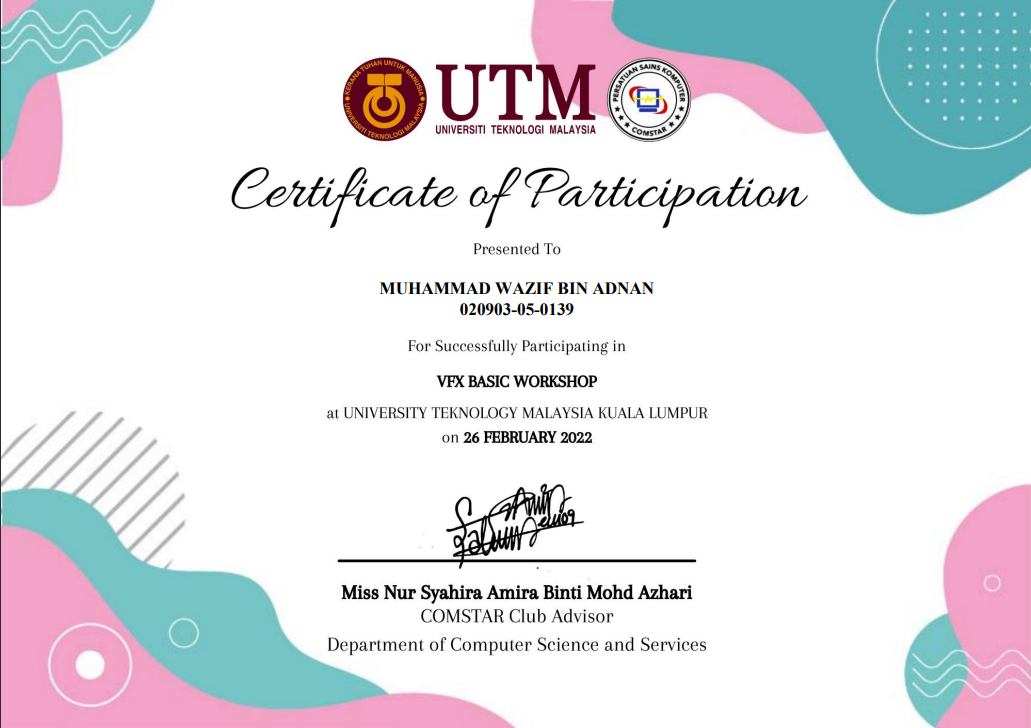 KERANA TUHAN UNTUK MANUSIA
UNIVERSITI TEKNOLOGI MALAYSIA
UTM
UNIVERSITI TEKNOLOGI MALAYSIA
PERSATUAN SAINS KOMPUTER
COMSTAR
Certificate of Participation
Presented To
MUHAMMAD WAZIF BIN ADNAN
020903-05-0139
For Successfully Participating in
VFX BASIC WORKSHOP
at UNIVERSITY TEKNOLOGY MALAYSIA KUALA LUMPUR
on 26 FEBRUARY 2022
Miss Nur Syahira Amira Binti Mohd Azhari
COMSTAR Club Advisor
Department of Computer Science and Services